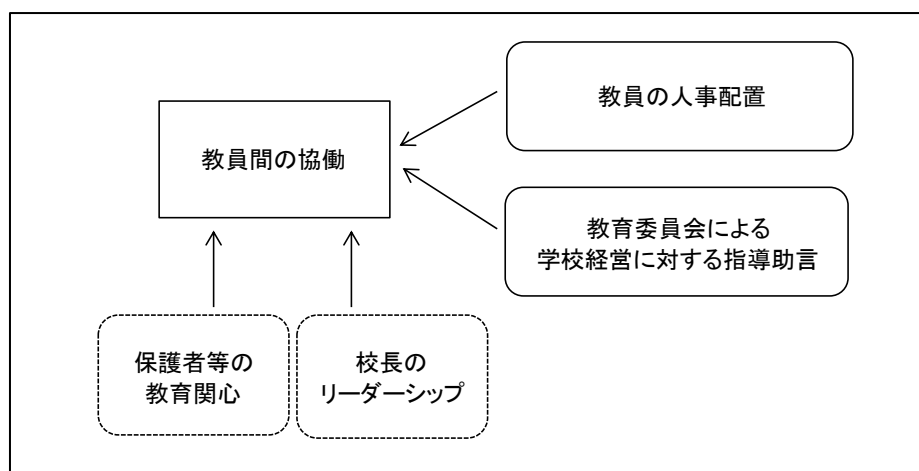 教員の人事配置
教員間の協働
教育委員会による
学校経営に対する指導助言
保護者等の
教育関心
校長の
リーダーシップ